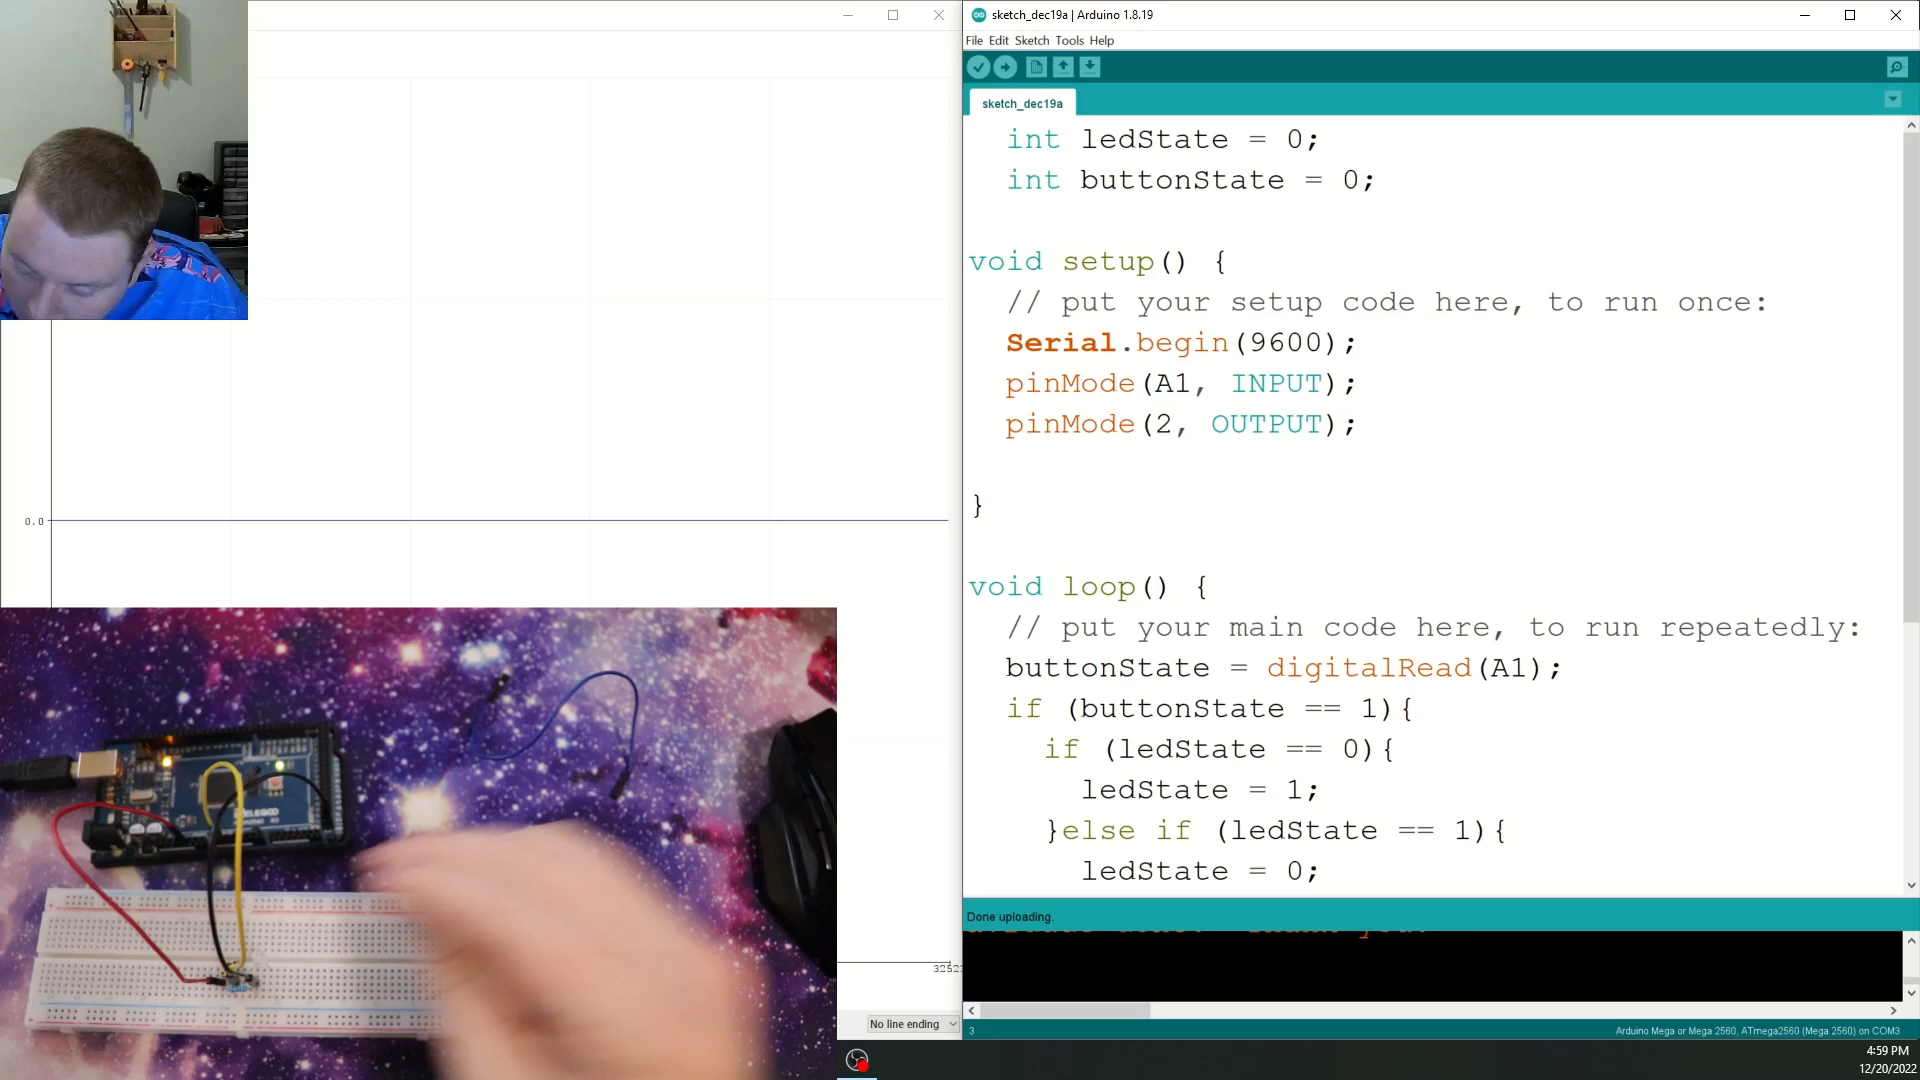 sketch_dec19a | Arduino 1.8.19
File Edit Sketch Tools Help
sketch_dec19a
int ledState = 0;
int buttonState = 0;
void setup() {
// put your setup code here, to run once:
Serial.begin(9600);
pinMode(A1, INPUT);
pinMode(2, OUTPUT);
}
void loop() {
// put your main code here, to run repeatedly:
buttonState = digitalRead(A1);
if (buttonState == 1){
if (ledState == 0){
ledState = 1;
}else if (ledState == 1){
ledState = 0;
Done uploading.
3
Arduino Mega or Mega 2560, ATmega2560 (Mega 2560) on COM3
0.0
No line ending
4:59 PM
12/20/2022